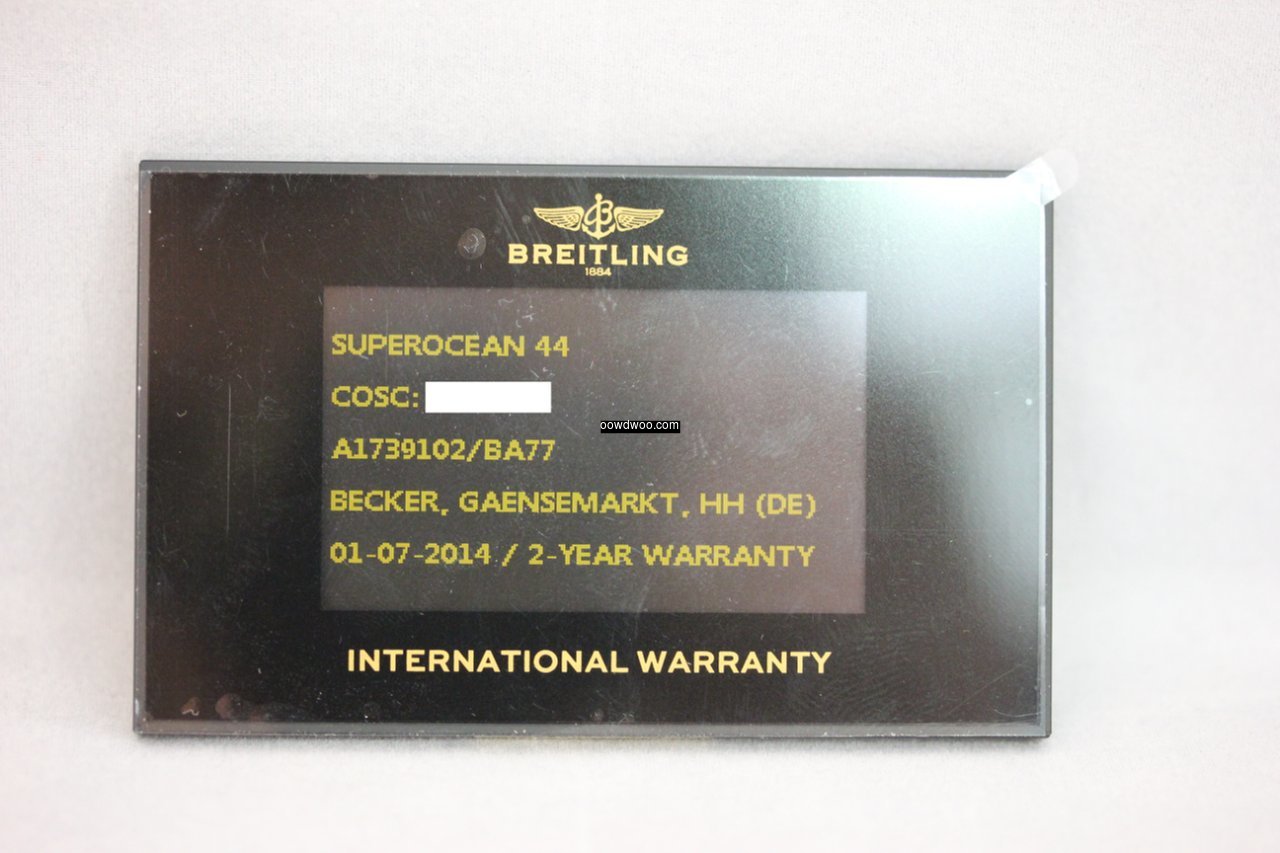 BREITLING
1884
SUPEROCEAN 44
COSC:
oowdwoo.com
A1739102/BA77
BECKER, GAENSEMARKT, HH (DE)
01-07-2014 / 2-YEAR WARRANTY
INTERNATIONAL WARRANTY